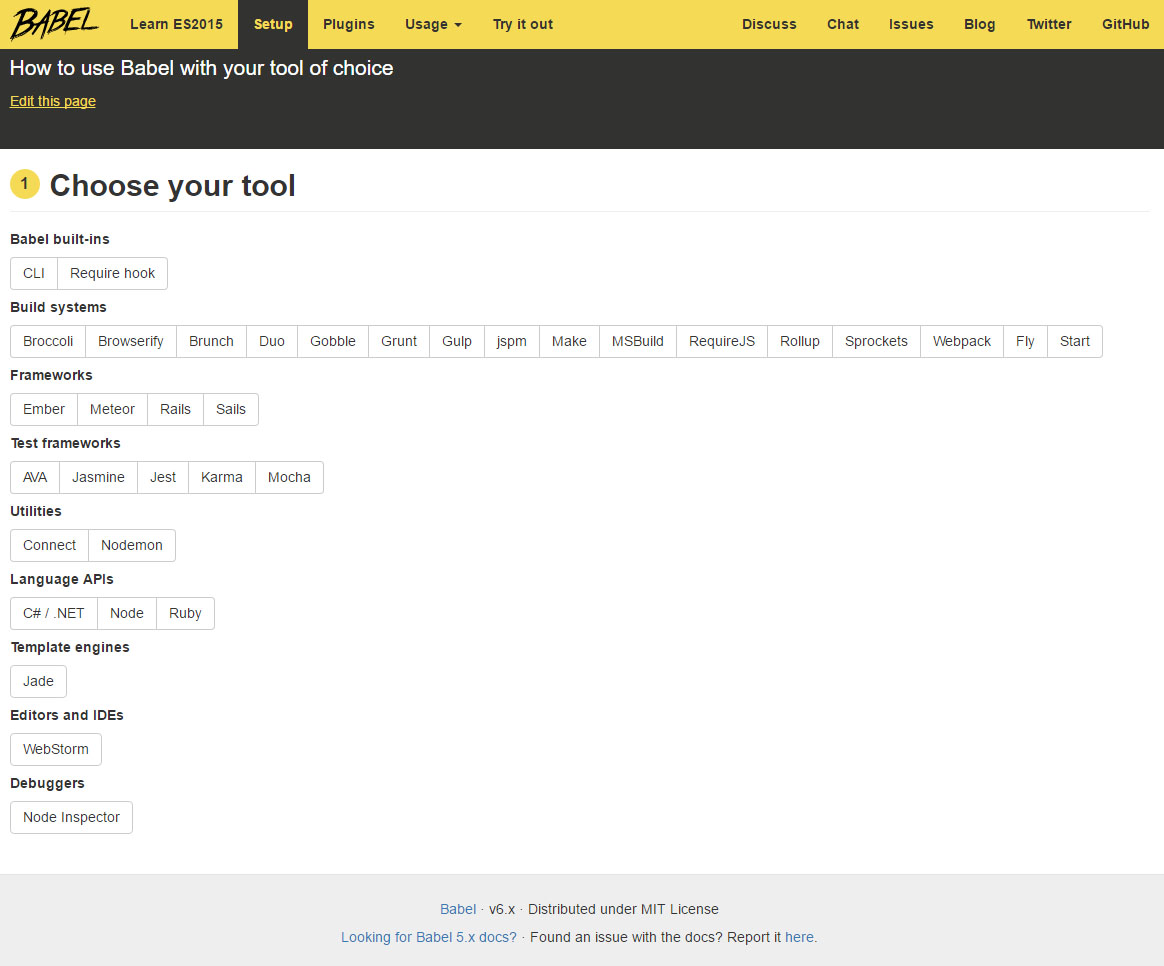 BABEL Learn ES2015 Setup Plugins Usage Try it out Discuss Chat Issues Blog Twitter GitHub
How to use Babel with your tool of choice
Edit this page
1 Choose your tool
Babel built-ins
CLI Require hook
Build systems
Broccoli Browserify Brunch Duo Gobble Grunt Gulp jspm Make MSBuild RequireJS Rollup Sprockets Webpack Fly Start
Frameworks
Ember Meteor Rails Sails
Test frameworks
AVA Jasmine Jest Karma Mocha
Utilities
Connect Nodemon
Language APIs
C# / .NET Node Ruby
Template engines
Jade
Editors and IDEs
WebStorm
Debuggers
Node Inspector
Babel · v6.x · Distributed under MIT License
Looking for Babel 5.x docs? · Found an issue with the docs? Report it here.